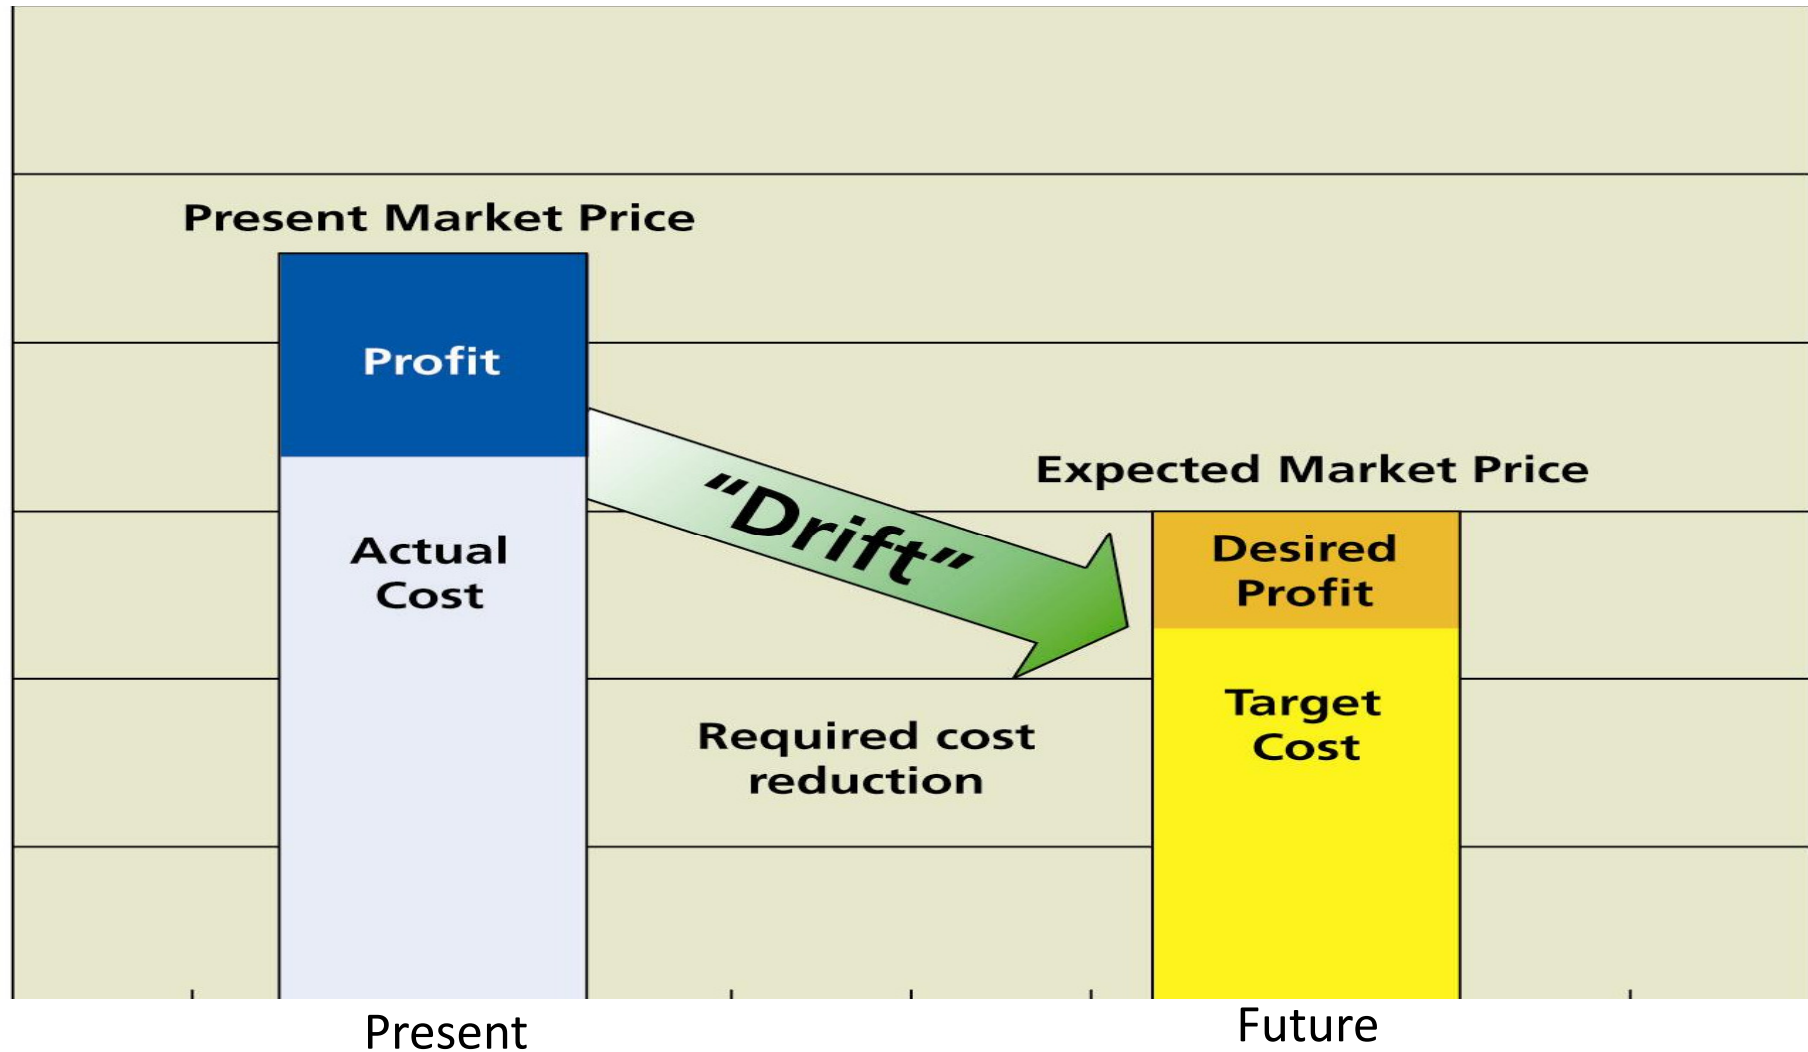 Present Market Price
Profit
Actual
Cost
“Drift”
Required cost
reduction
Expected Market Price
Desired
Profit
Target
Cost
Present
Future